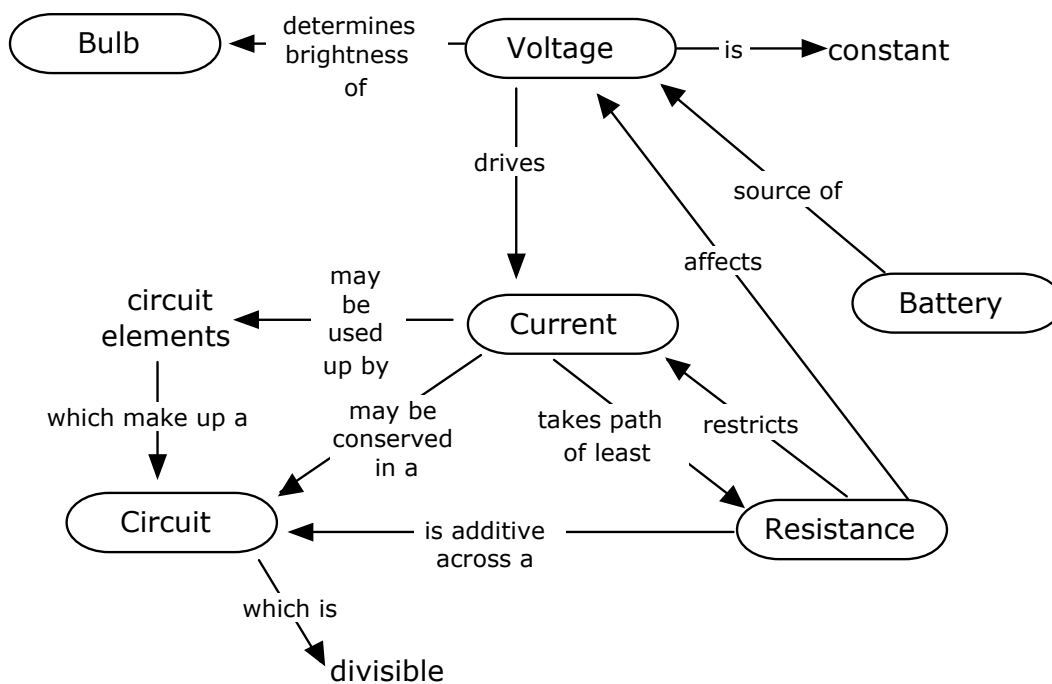 Bulb
determines
brightness
of
Voltage
is
constant
drives
source of
affects
Battery
circuit
elements
may
be
used
up by
Current
which make up a
may be
conserved
in a
takes path
of least
restricts
Circuit
is additive
across a
Resistance
which is
divisible